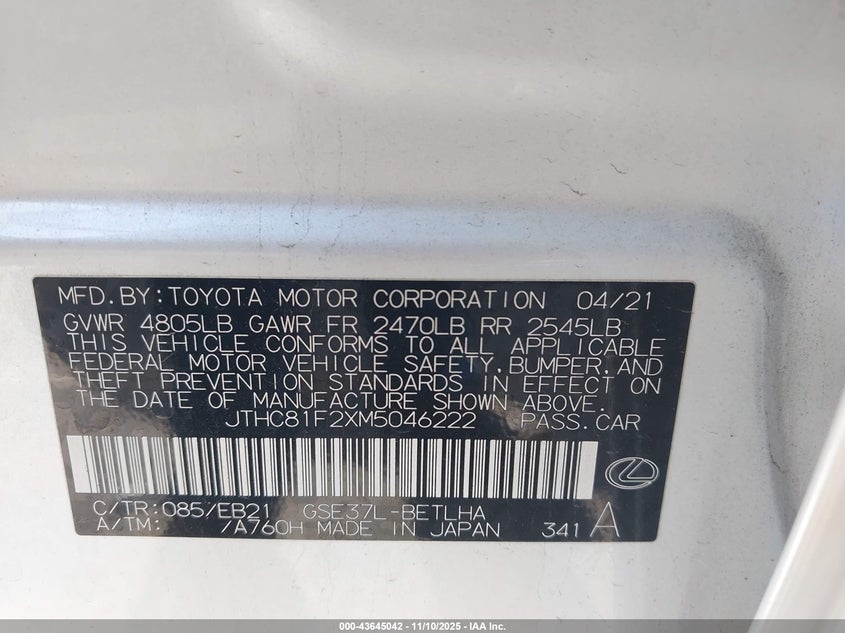 MFD.BY:TOYOTA MOTOR CORPORATION 04/21
GVWR 4805LB GAWR FR 2470LB RR 2545LB
THIS VEHICLE CONFORMS TO ALL APPLICABLE
FEDERAL MOTOR VEHICLE SAFETY,BUMPER,AND
THEFT PREVENTION STANDARDS IN EFFECT ON
THE DATE OF MANUFACTURE SHOWN ABOVE.
JTHC81F2XM5046222 PASS.CAR
C/TR:085/EB21 GSE37L-BETLHA
A/TM: /A760H MADE IN JAPAN 341 A
000-43645042 - 11/10/2025 - IAA Inc.